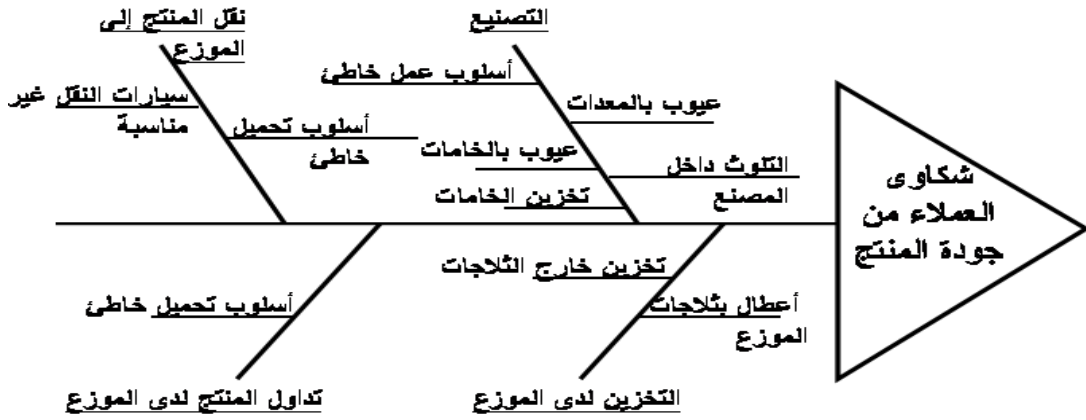 التصنيع
نقل المنتج إلى
الموزع
أسلوب عمل خاطئ
سيارات النقل غير
مناسبة
عيوب بالمعدات
أسلوب تحميل
خاطئ
عيوب بالخامات
التلوث داخل
المصنع
تخزين الخامات
شكاوى
العملاء من
جودة المنتج
تخزين خارج الثلاجات
أعطال بثلاجات
الموزع
أسلوب تحميل خاطئ
التخزين لدى الموزع
تداول المنتج لدى الموزع